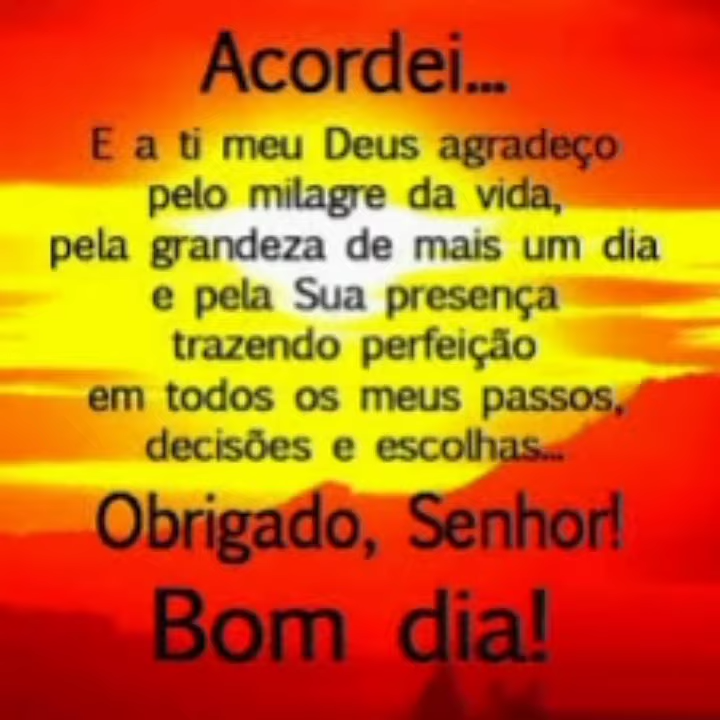 Acordei...
E a ti meu Deus agradeço
pelo milagre da vida,
pela grandeza de mais um dia
e pela Sua presença
trazendo perfeição
em todos os meus passos,
decisões e escolhas...
Obrigado, Senhor!
Bom dia!